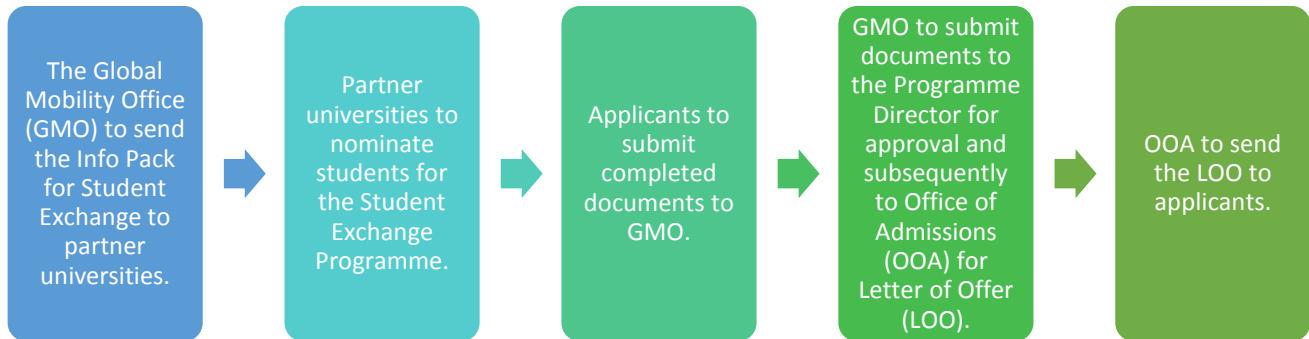 The Global
Mobility Office
(GMO) to send
the Info Pack
for Student
Exchange to
partner
universities.
Partner
universities to
nominate
students for
the Student
Exchange
Programme.
Applicants to
submit
completed
documents to
GMO.
GMO to submit
documents to
the Programme
Director for
approval and
subsequently
to Office of
Admissions
(OOA) for
Letter of Offer
(LOO).
OOA to send
the LOO to
applicants.